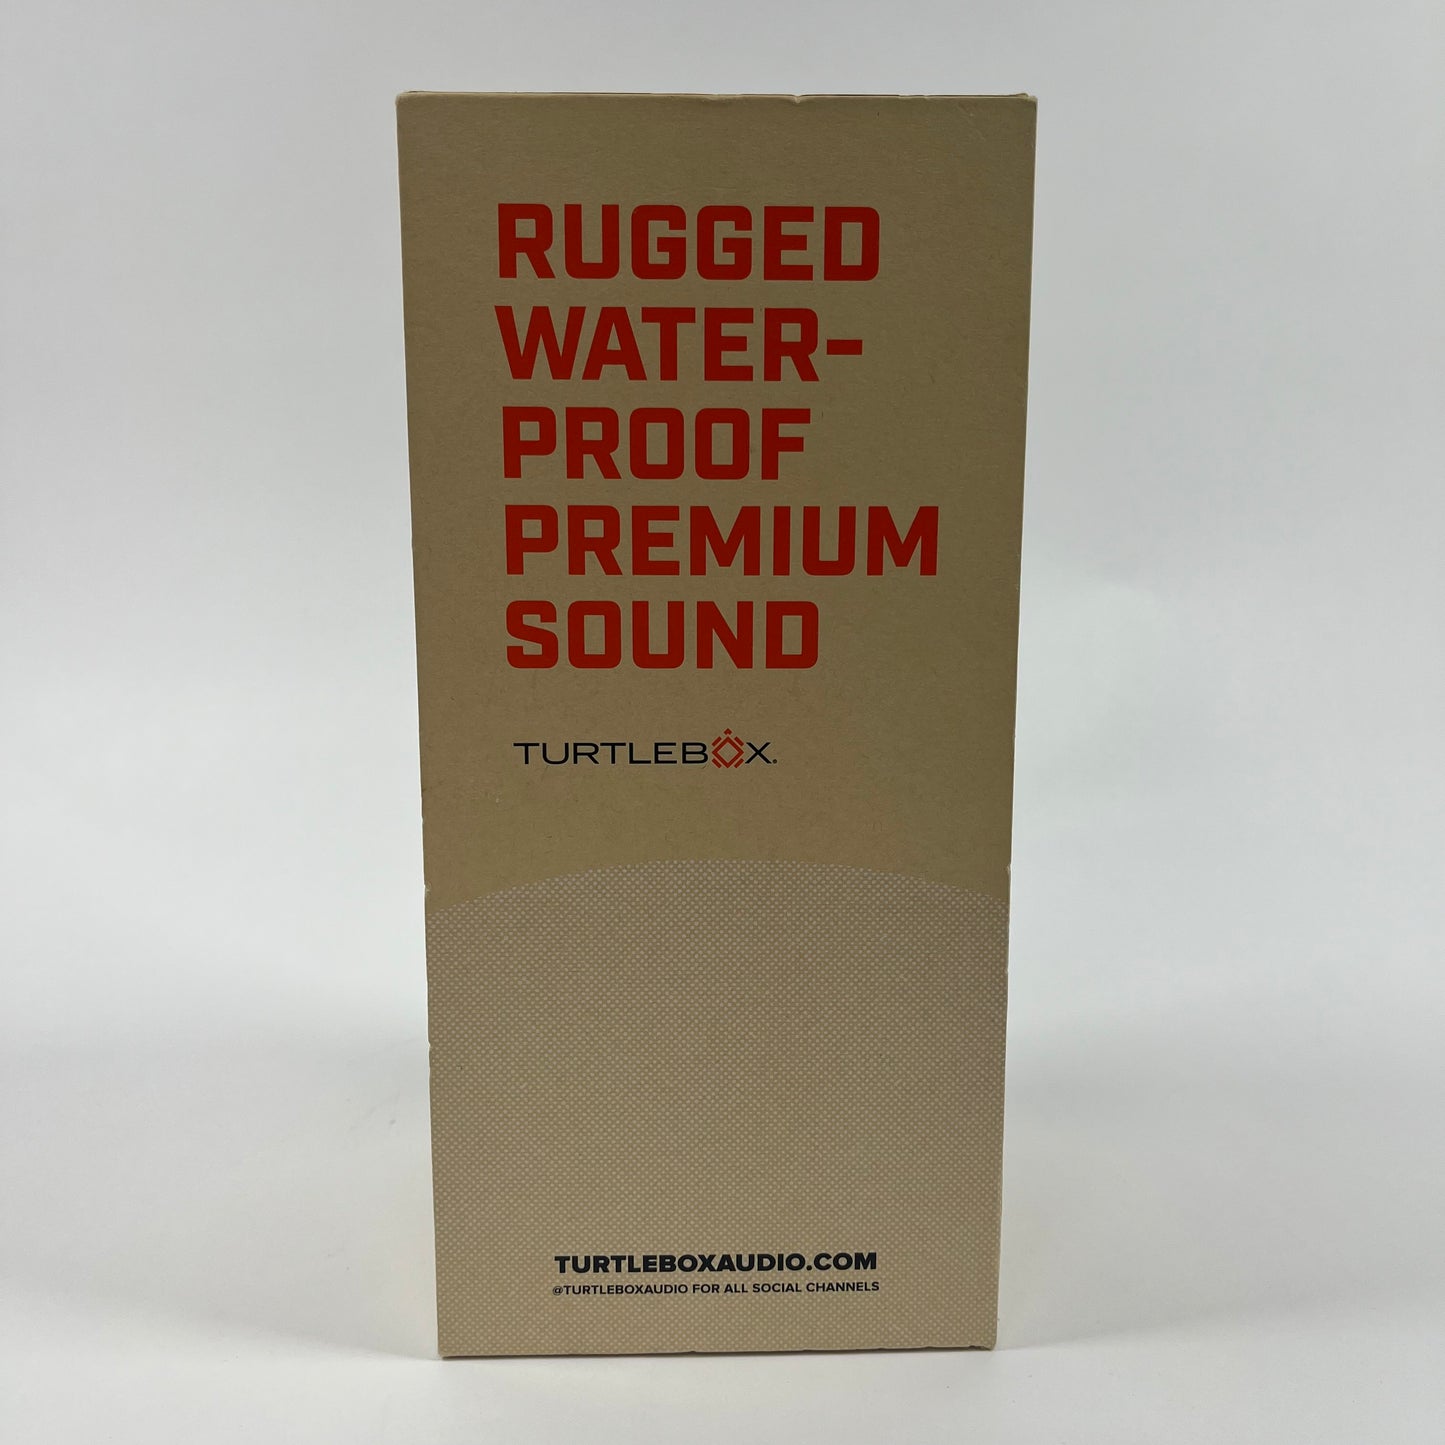 RUGGED
WATER-
PROOF
PREMIUM
SOUND
TURTLEBOX®
TURTLEBOXAUDIO.COM
@TURTLEBOXAUDIO FOR ALL SOCIAL CHANNELS